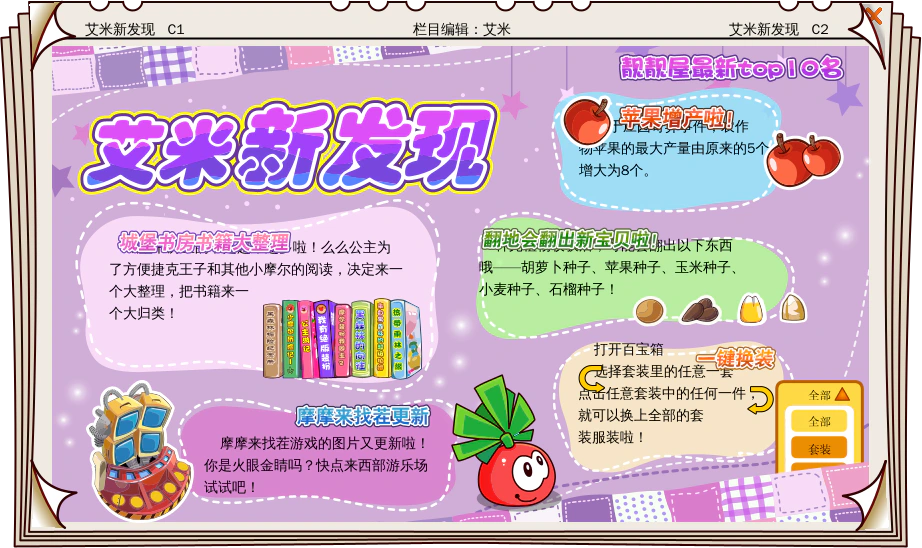 艾米新发现 C1
栏目编辑：艾米
艾米新发现 C2
靓靓屋最新top10名
艾米新发现
苹果增产啦！
作
物苹果的最大产量由原来的5个
增大为8个。
城堡书房书籍大整理
啦！么么公主为
了方便捷克王子和其他小摩尔的阅读，决定来一
个大整理，把书籍来一
个大归类！
翻地会翻出新宝贝啦！
翻出以下东西
哦——胡萝卜种子、苹果种子、玉米种子、
小麦种子、石榴种子！
一键换装
打开百宝箱
选择套装里的任意一套
点击任意套装中的任何一件，
就可以换上全部的套
装服装啦！
全部
全部
套装
摩摩来找茬更新
摩摩来找茬游戏的图片又更新啦！
你是火眼金睛吗？快点来西部游乐场
试试吧！